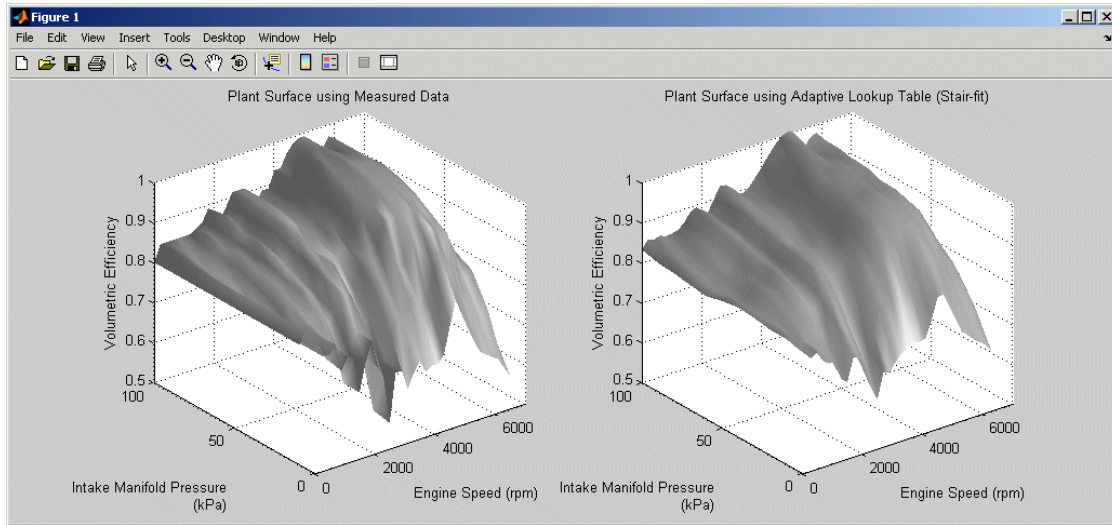 Figure 1
File Edit View Insert Tools Desktop Window Help
Plant Surface using Measured Data
1
0.9
0.8
0.7
0.6
0.5
Volumetric Efficiency
100
50
0
Intake Manifold Pressure
(kPa)
0
2000
4000
6000
Engine Speed (rpm)
Plant Surface using Adaptive Lookup Table (Stair-fit)
1
0.9
0.8
0.7
0.6
0.5
Volumetric Efficiency
100
50
0
Intake Manifold Pressure
(kPa)
0
2000
4000
6000
Engine Speed (rpm)